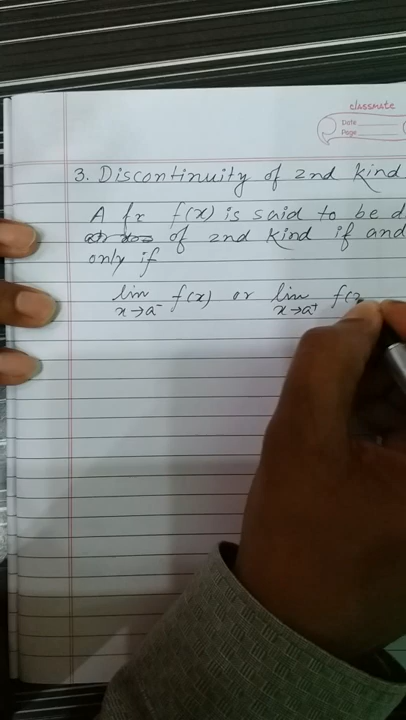 classmate
Date
Page
3. Discontinuity of 2nd Kind
A fx f(x) is said to be d
of 2nd Kind if and
only if
lim x→a⁻ f(x) or lim x→a⁺ f(x